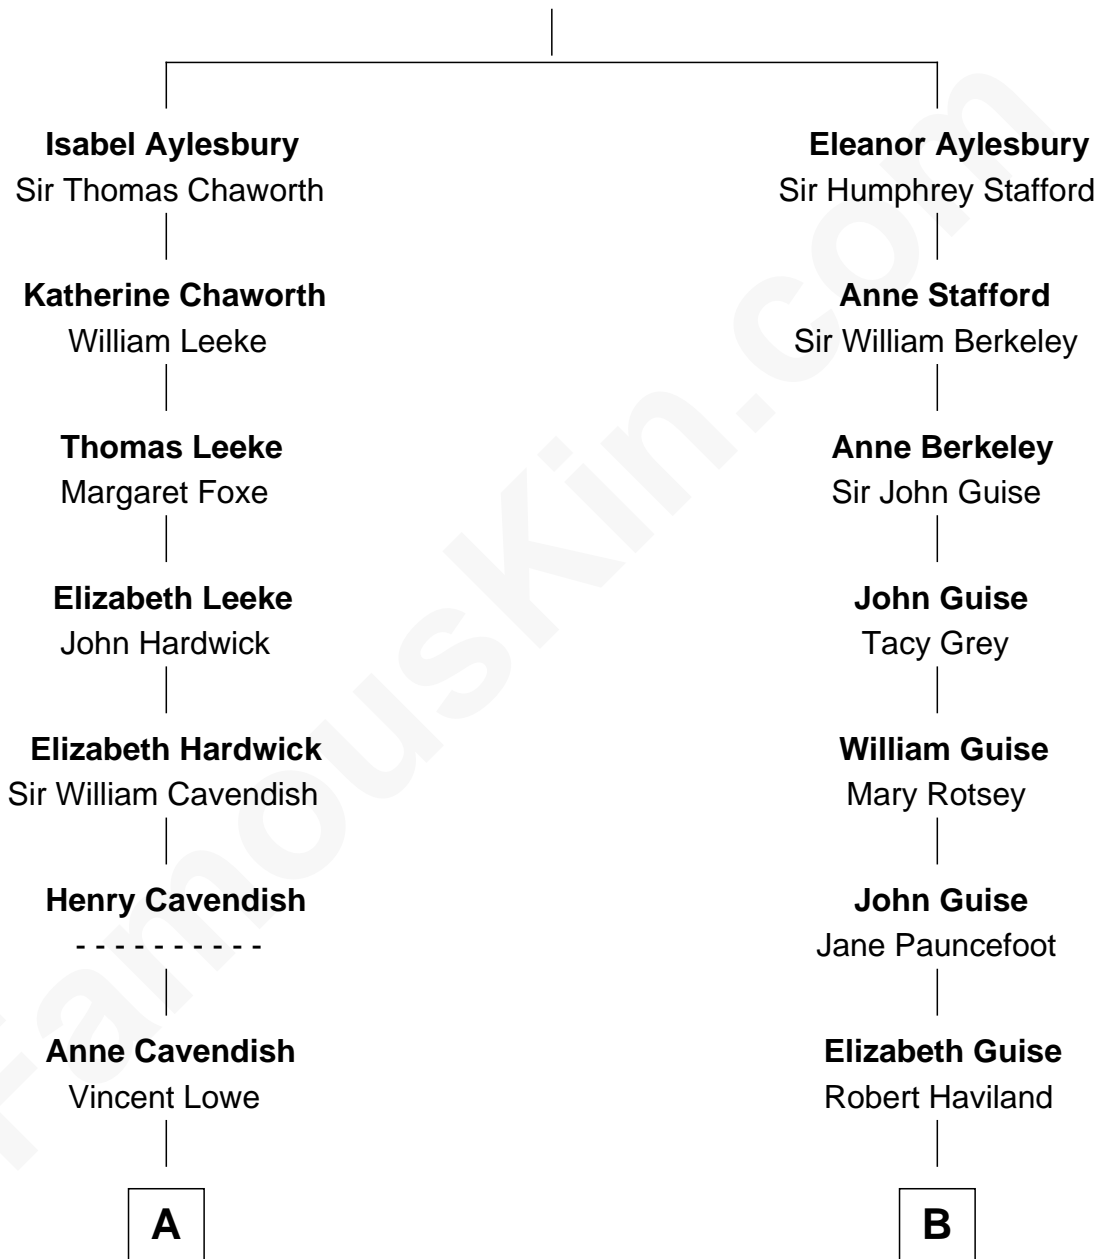 Isabel Aylesbury
Sir Thomas Chaworth
Eleanor Aylesbury
Sir Humphrey Stafford
Katherine Chaworth
William Leeke
Anne Stafford
Sir William Berkeley
Thomas Leeke
Margaret Foxe
Anne Berkeley
Sir John Guise
Elizabeth Leeke
John Hardwick
John Guise
Tacy Grey
Elizabeth Hardwick
Sir William Cavendish
William Guise
Mary Rotsey
Henry Cavendish
- - - - - - - - - -
John Guise
Jane Pauncefoot
Anne Cavendish
Vincent Lowe
Elizabeth Guise
Robert Haviland
A
B
FamousKin.com